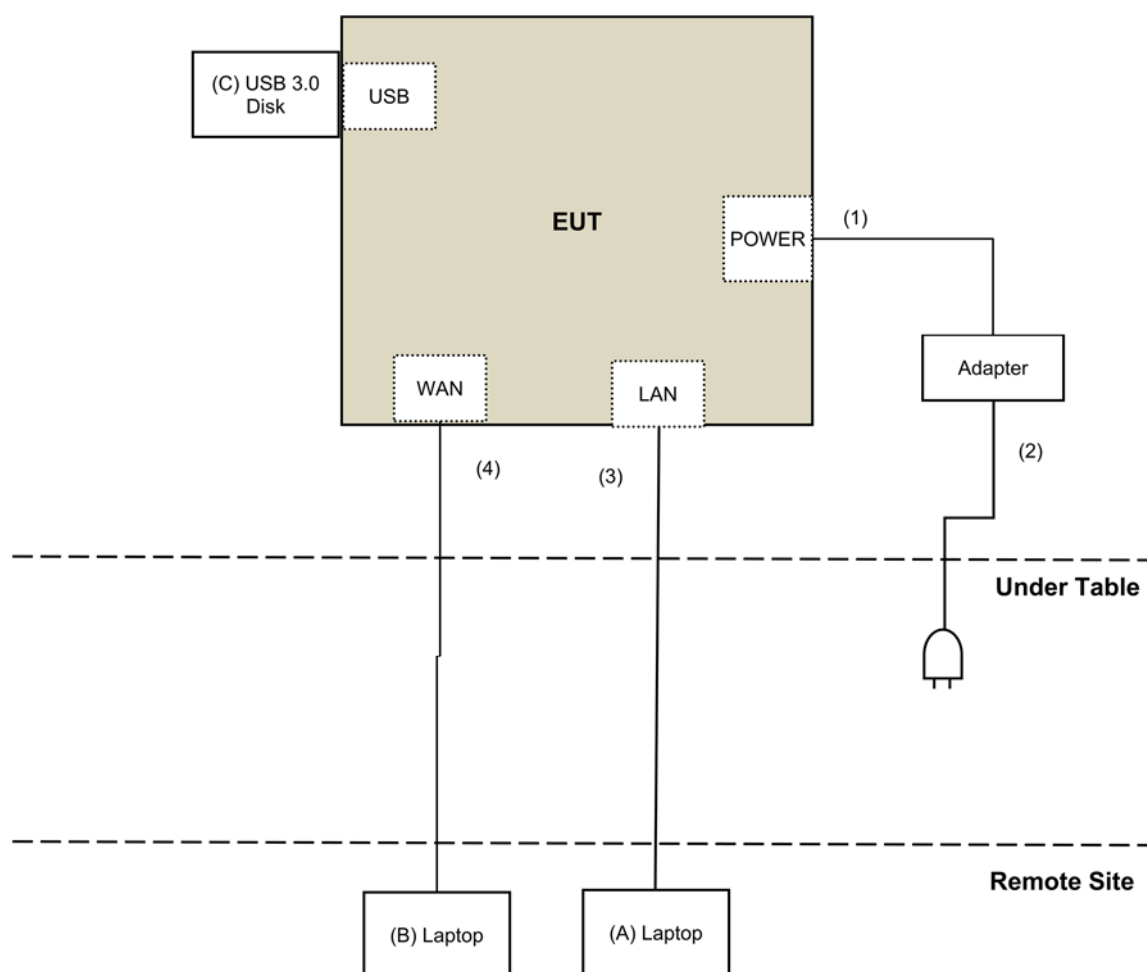 (C) USB 3.0
Disk
USB
EUT
POWER
(1)
Adapter
WAN
LAN
(4)
(3)
(2)
Under Table
Remote Site
(B) Laptop
(A) Laptop